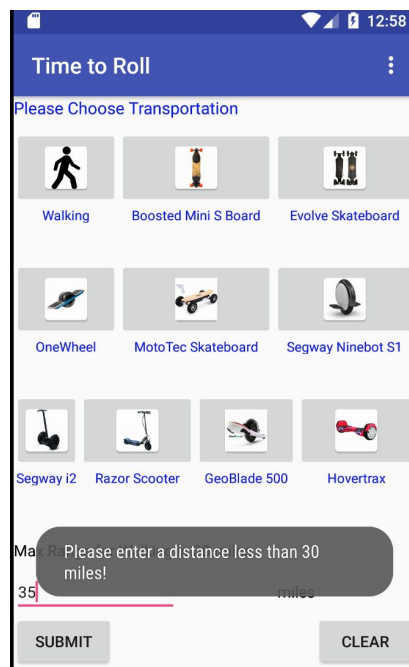 12:58
Time to Roll
Please Choose Transportation
Walking Boosted Mini S Board Evolve Skateboard
OneWheel MotoTec Skateboard Segway Ninebot S1
Segway i2 Razor Scooter GeoBlade 500 Hovertrax
Please enter a distance less than 30
miles!
35 miles
SUBMIT CLEAR